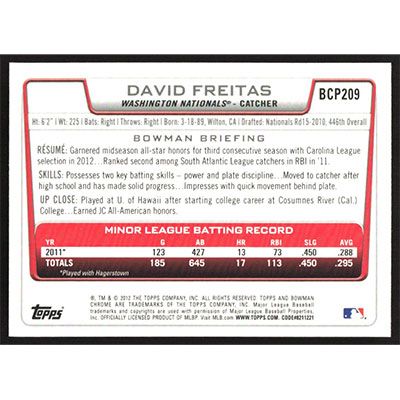 DAVID FREITAS
WASHINGTON NATIONALS® - CATCHER
BCP209
Ht: 6'2" | Wt: 225 | Bats: Right | Throws: Right | Born: 3-18-89, Wilton, CA | Drafted: Nationals Rd15-2010, 446th Overall
BOWMAN BRIEFING
RÉSUMÉ: Garnered midseason all-star honors for third consecutive season with Carolina League
selection in 2012. ..Ranked second among South Atlantic League catchers in RBI in '11.
SKILLS: Possesses two key batting skills – power and plate discipline...Moved to catcher after
high school and has made solid progress...Impresses with quick movement behind plate.
UP CLOSE: Played at U. of Hawaii after starting college career at Cosumnes River (Cal.)
College...Earned JC All-American honors.
MINOR LEAGUE BATTING RECORD
YR G AB HR RBI SLG AVG
2011* 123 427 13 73 .450 .288
TOTALS 185 645 17 113 .450 .295
*Played with Hagerstown
®, TM & © 2012 THE TOPPS COMPANY, INC. ALL RIGHTS RESERVED. TOPPS AND BOWMAN
CHROME ARE TRADEMARKS OF THE TOPPS COMPANY, INC. Major League Baseball
trademarks and copyrights are used with permission of Major League Baseball Properties,
Inc. OFFICIAL PRODUCT OF MLBP. Visit MLB.com WWW.TOPPS.COM. CODE#8211221
Topps